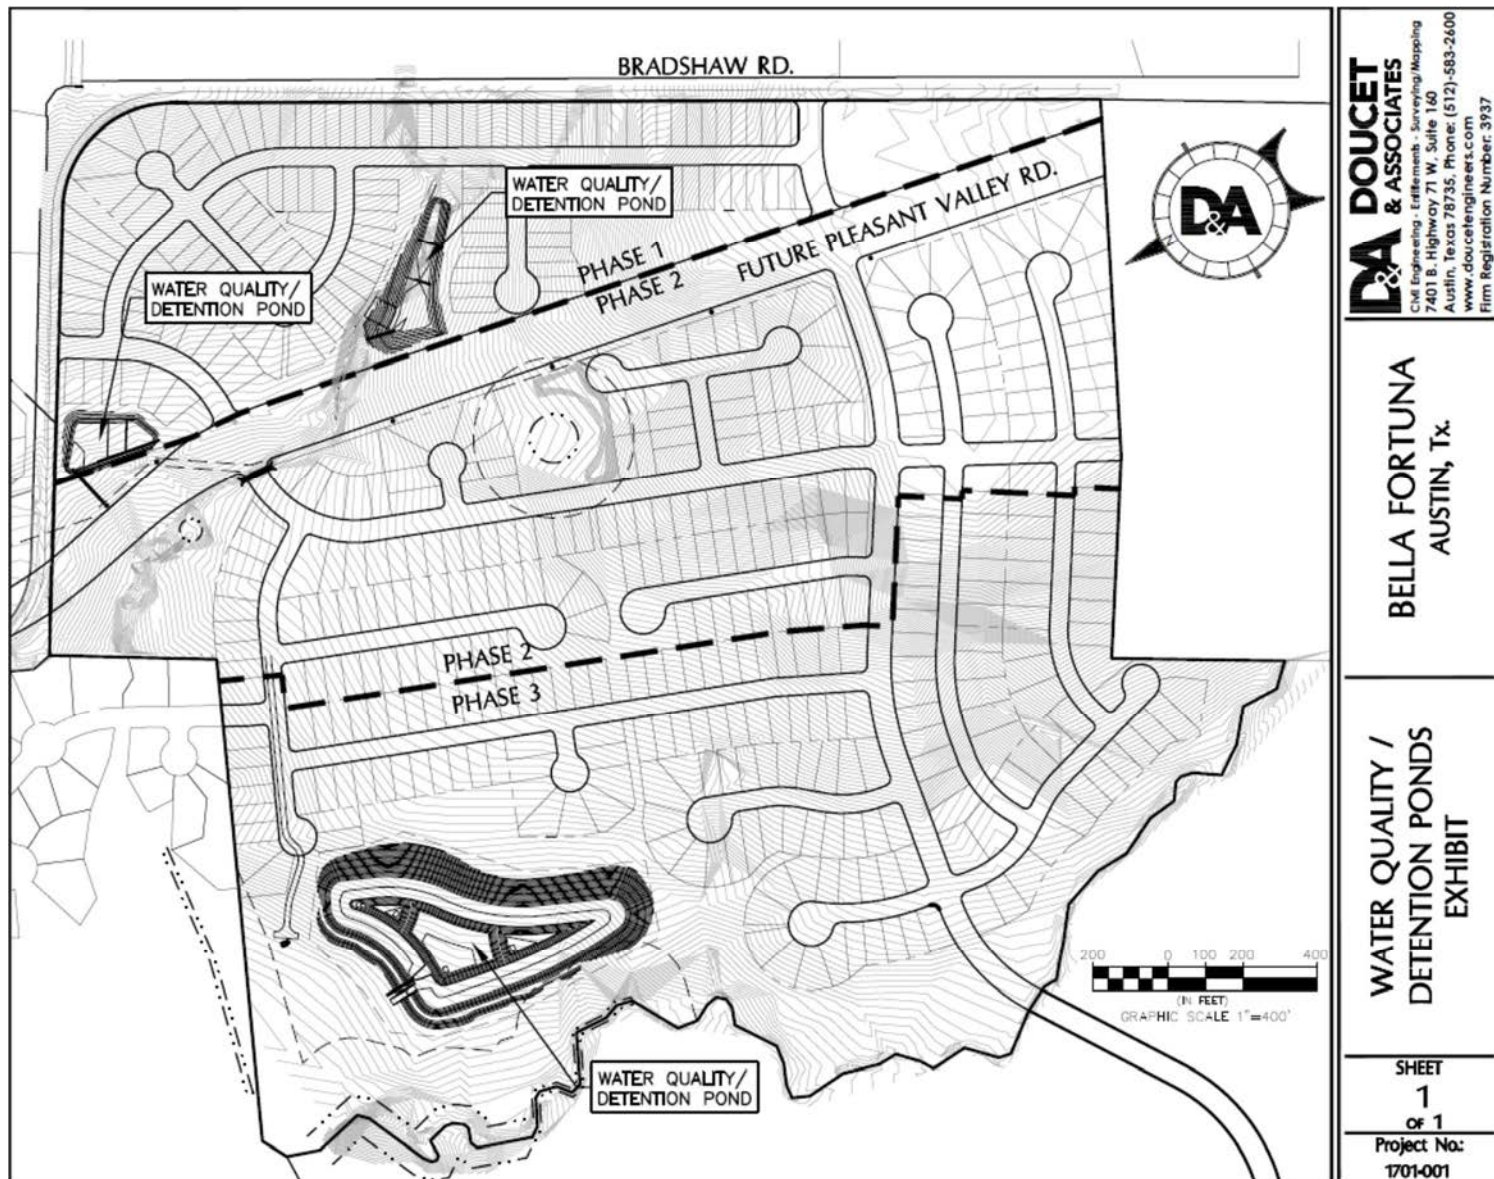 BRADSHAW RD.
WATER QUALITY/
DETENTION POND
WATER QUALITY/
DETENTION POND
PHASE 1
PHASE 2
FUTURE PLEASANT VALLEY RD.
PHASE 2
PHASE 3
WATER QUALITY/
DETENTION POND
D&A
N
200 0 100 200 400
(IN FEET)
GRAPHIC SCALE 1"=400'
D&A DOUCET
& ASSOCIATES
Civil Engineering - Entitlements - Surveying/Mapping
7401 B. Highway 71 W, Suite 160
Austin, Texas 78735, Phone: (512)-583-2600
www.doucetengineers.com
Firm Registration Number: 3937
BELLA FORTUNA
AUSTIN, Tx.
WATER QUALITY /
DETENTION PONDS
EXHIBIT
SHEET
1
OF 1
Project No.:
1701-001